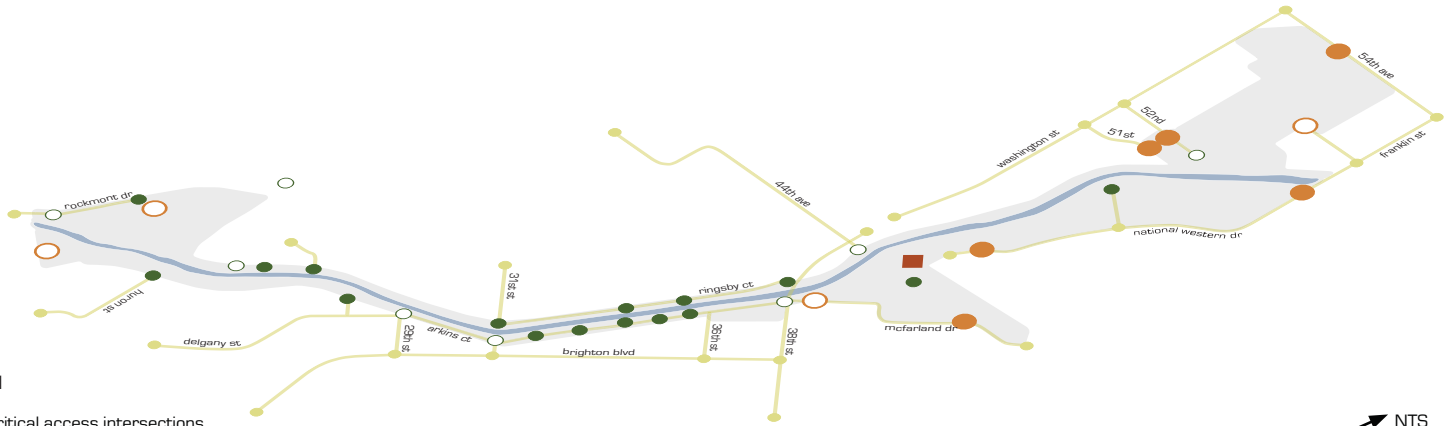 54th ave
52nd
51st
washington st
franklin st
rockmont dr
44th ave
national western dr
31st st
ringsby ct
huron st
mcfarland dr
arkins ct
29th st
36th st
38th st
delgany st
brighton blvd
critical access intersections
NTS